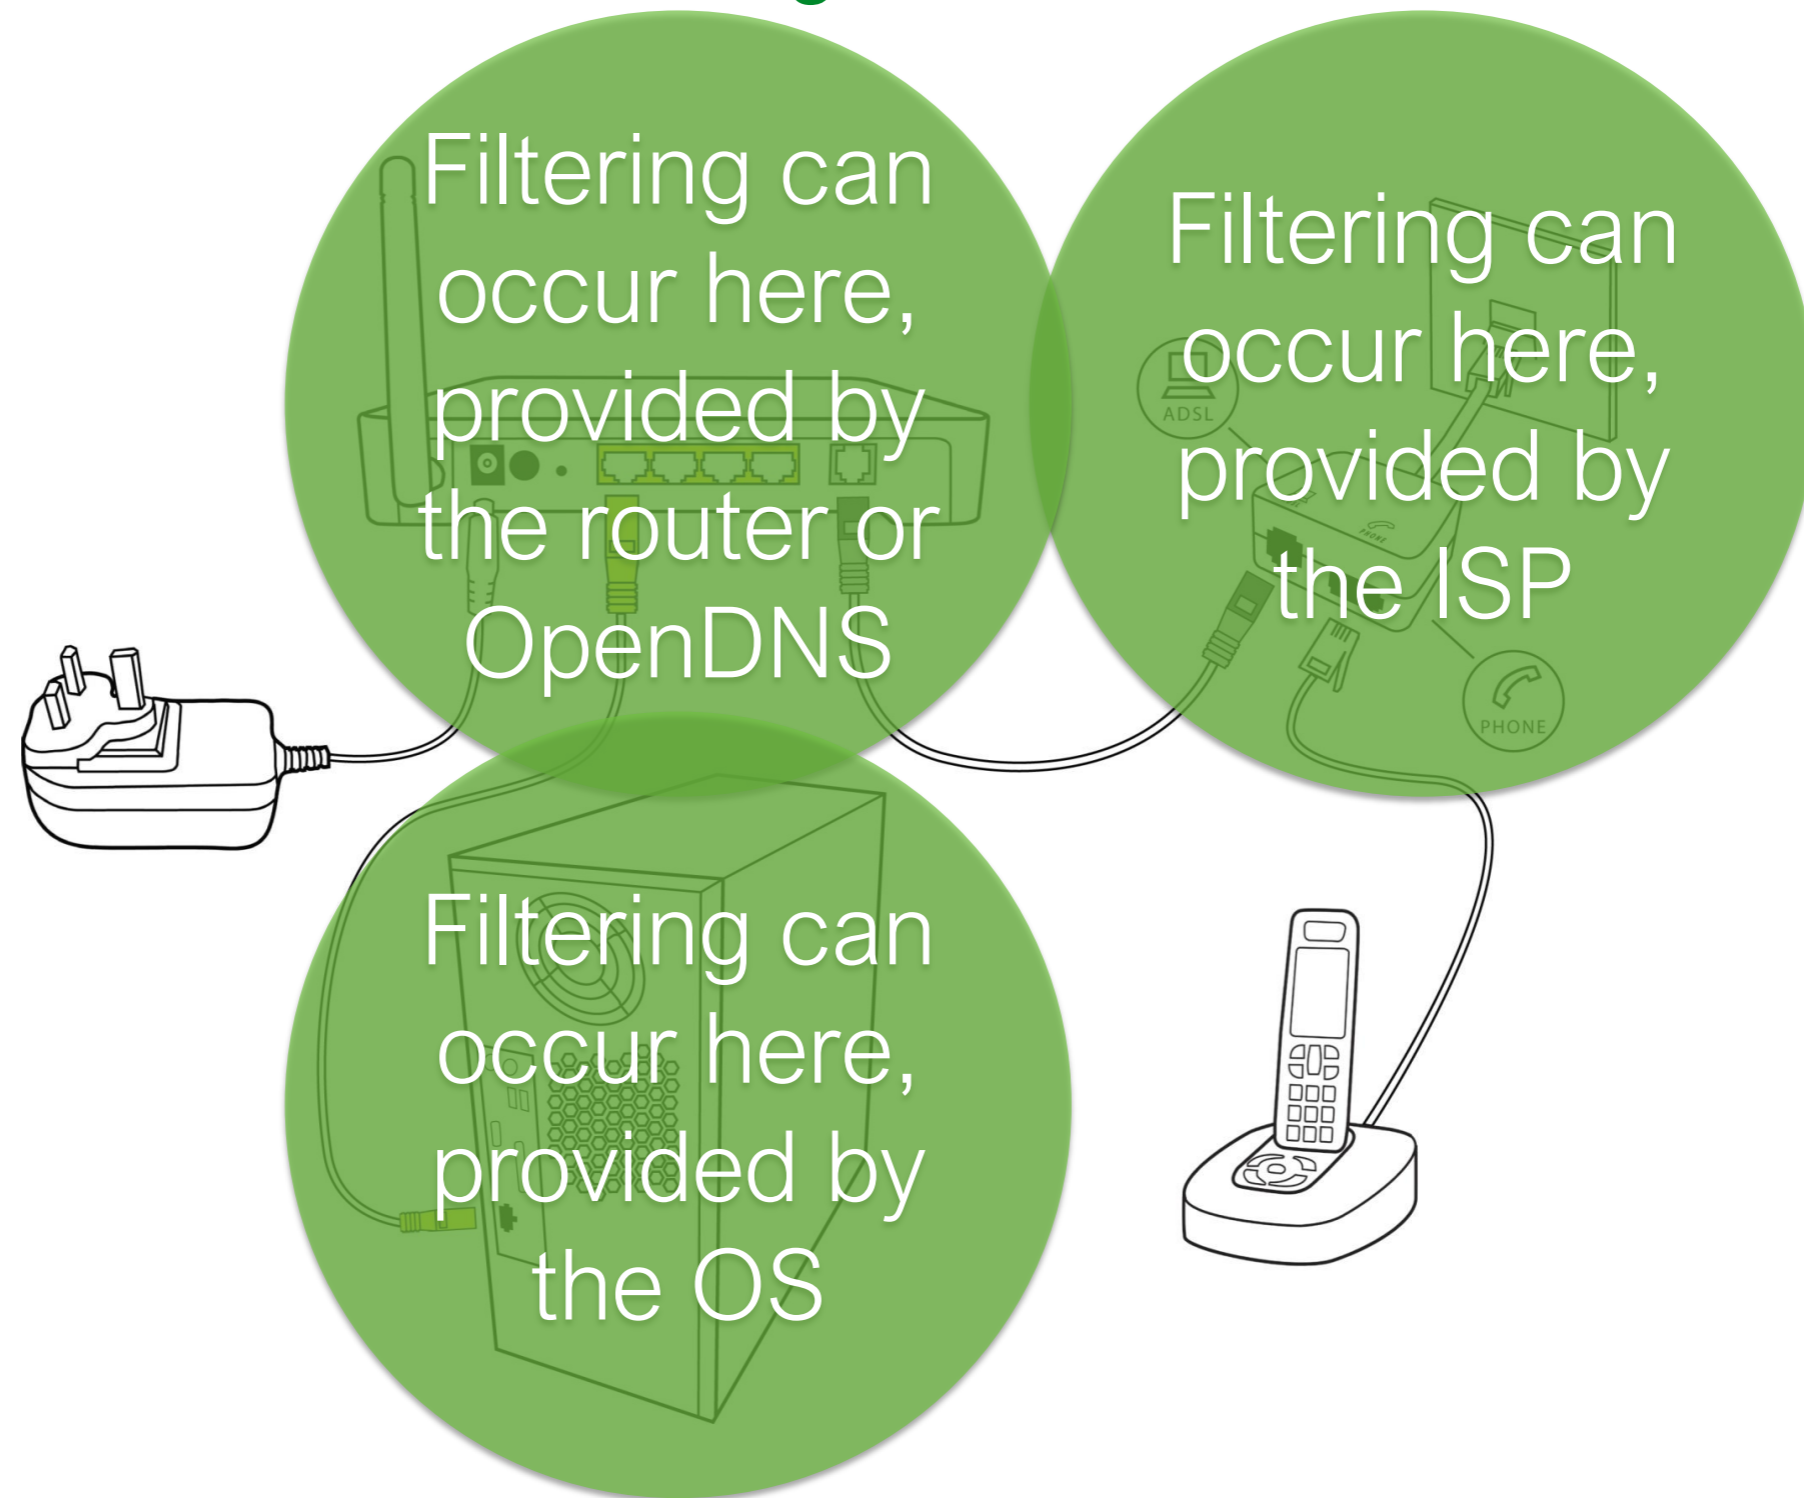 Filtering can
occur here,
provided by
the router or
OpenDNS
Filtering can
occur here,
provided by
the ISP
ADSL
PHONE
PHONE
Filtering can
occur here,
provided by
the OS